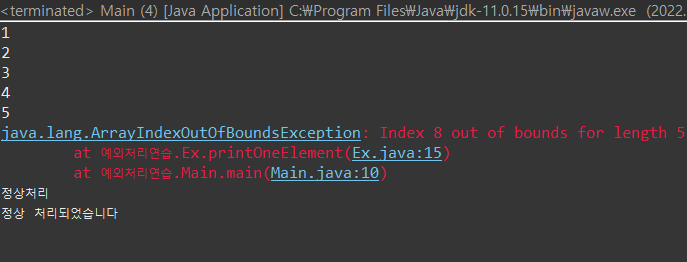 <terminated> Main (4) [Java Application] C:₩Program Files₩Java₩jdk-11.0.15₩bin₩javaw.exe (2022.
1
2
3
4
5
java.lang.ArrayIndexOutOfBoundsException: Index 8 out of bounds for length 5
at 예외처리연습.Ex.printOneElement(Ex.java:15)
at 예외처리연습.Main.main(Main.java:10)
정상처리
정상 처리되었습니다